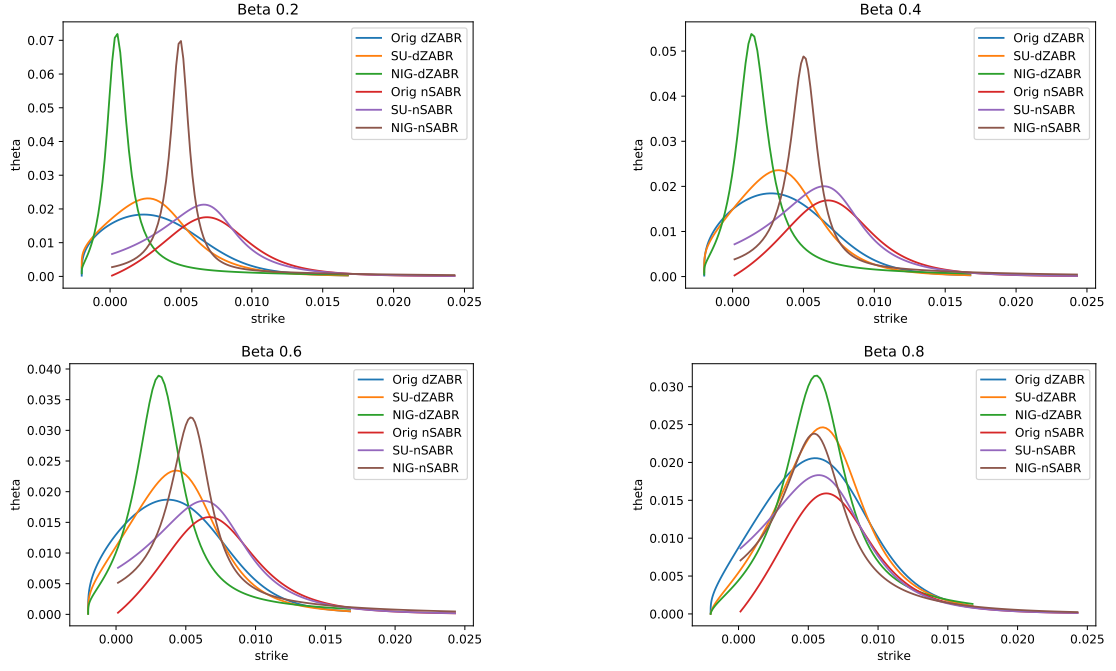 Beta 0.2
0.07
0.06
0.05
0.04
0.03
0.02
0.01
0.00
theta
0.000 0.005 0.010 0.015 0.020 0.025
strike
Orig dZABR
SU-dZABR
NIG-dZABR
Orig nSABR
SU-nSABR
NIG-nSABR
Beta 0.4
0.05
0.04
0.03
0.02
0.01
0.00
theta
0.000 0.005 0.010 0.015 0.020 0.025
strike
Orig dZABR
SU-dZABR
NIG-dZABR
Orig nSABR
SU-nSABR
NIG-nSABR
Beta 0.6
0.040
0.035
0.030
0.025
0.020
0.015
0.010
0.005
0.000
theta
0.000 0.005 0.010 0.015 0.020 0.025
strike
Orig dZABR
SU-dZABR
NIG-dZABR
Orig nSABR
SU-nSABR
NIG-nSABR
Beta 0.8
0.030
0.025
0.020
0.015
0.010
0.005
0.000
theta
0.000 0.005 0.010 0.015 0.020 0.025
strike
Orig dZABR
SU-dZABR
NIG-dZABR
Orig nSABR
SU-nSABR
NIG-nSABR